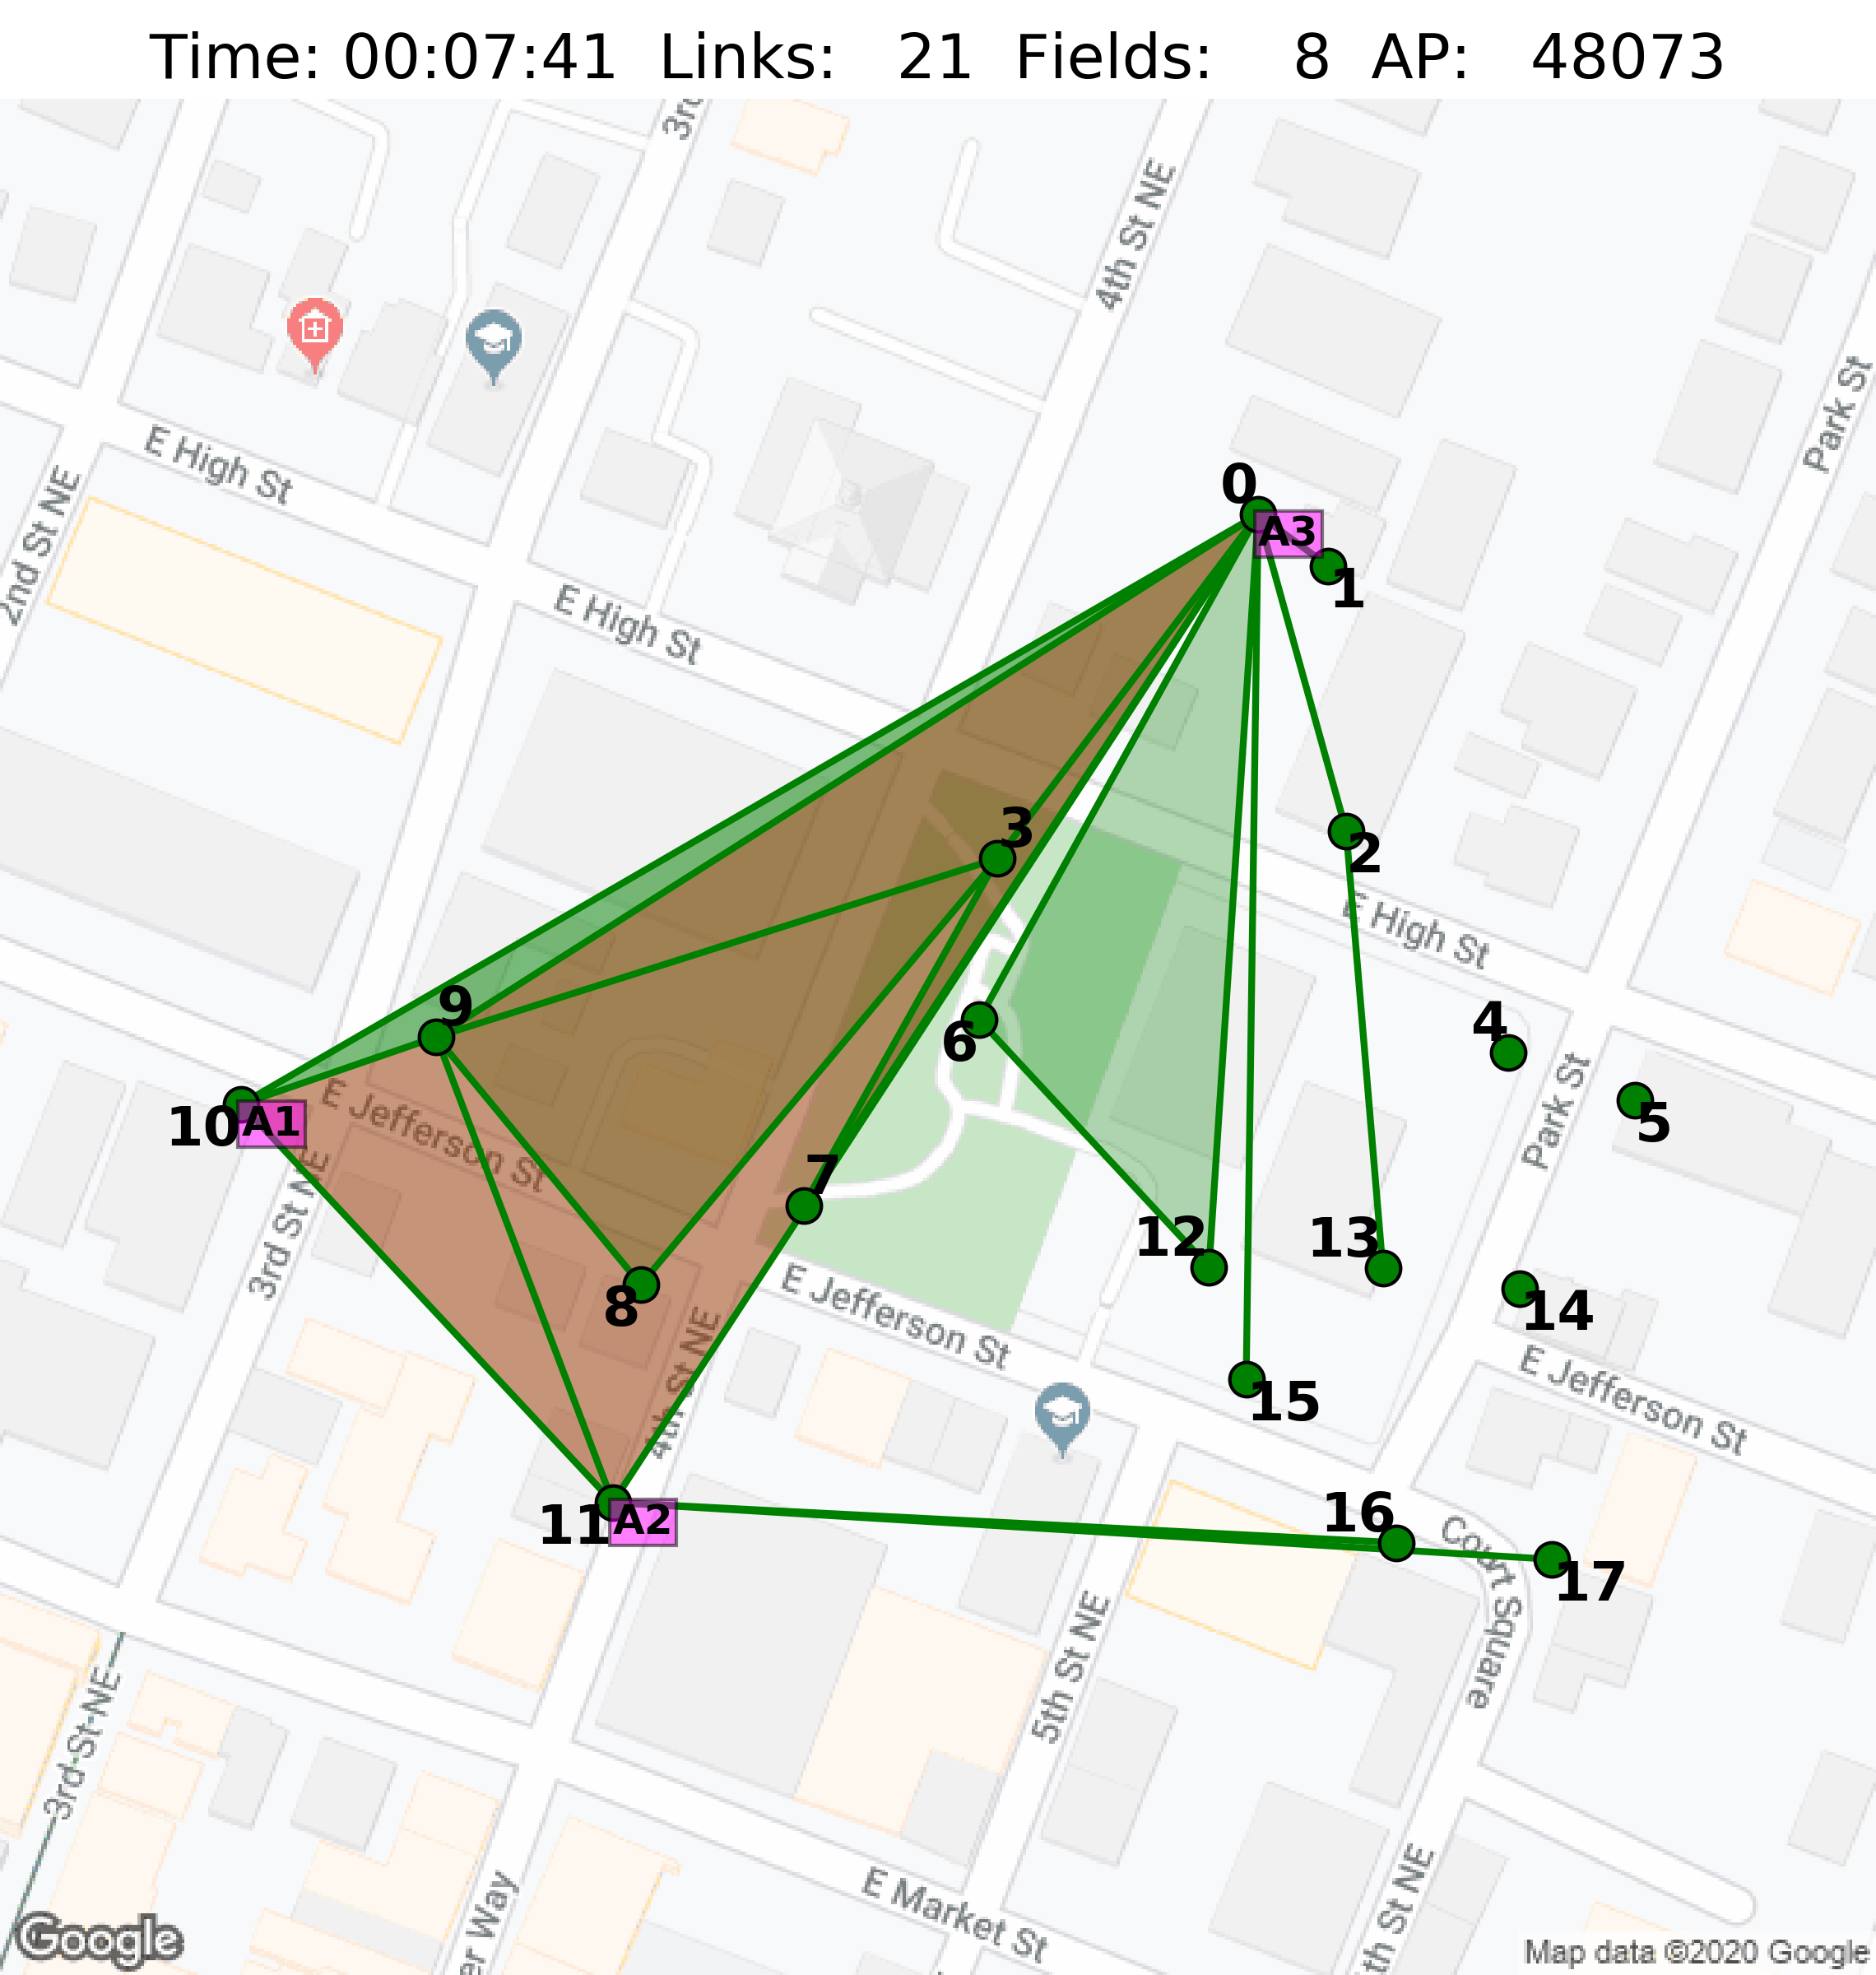 Time: 00:07:41 Links: 21 Fields: 8 AP: 48073
3rd
4th St NE
Park St
E High St
2nd St NE
0
A3
1
E High St
3
2
E High St
9
4
10
A1
E Jefferson St
6
5
Park St
7
3rd St NE
12
13
8
14
E Jefferson St
4th St NE
E Jefferson St
15
11
A2
16
Court Square
17
5th St NE
3rd St NE
E Market St
er Way
th St NE
Google
Map data ©2020 Google